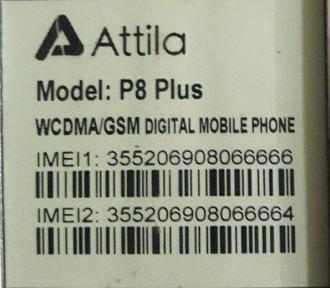 Attila
Model: P8 Plus
WCDMA/GSM DIGITAL MOBILE PHONE
IMEI1: 355206908066666
IMEI2: 355206908066664